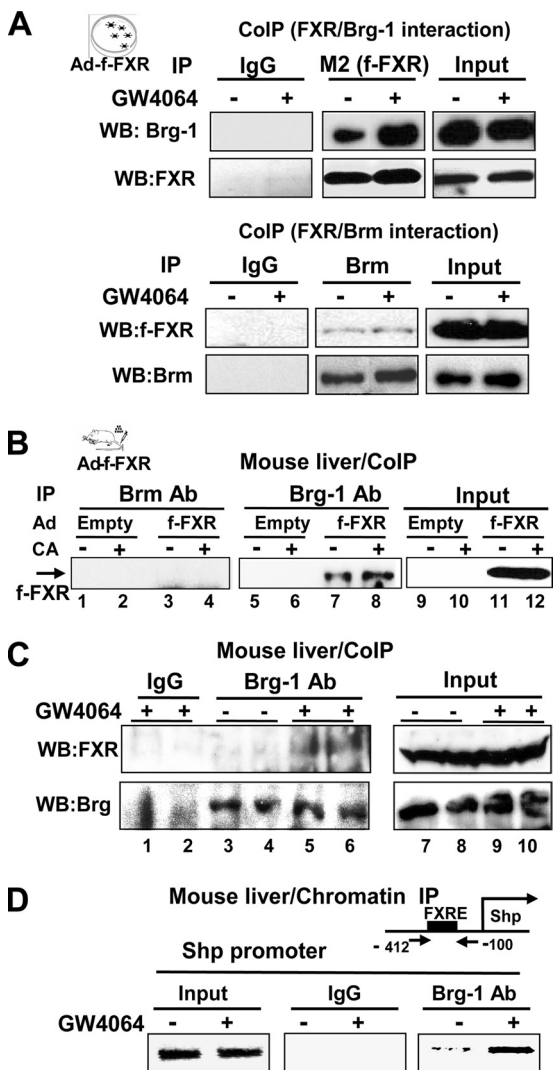 A
CoIP (FXR/Brg-1 interaction)
Ad-f-FXR IP IgG M2 (f-FXR) Input
GW4064 - + - + - +
WB: Brg-1
WB:FXR
CoIP (FXR/Brm interaction)
IP IgG Brm Input
GW4064 - + - + - +
WB:f-FXR
WB:Brm
B
Ad-f-FXR Mouse liver/CoIP
IP Brm Ab Brg-1 Ab Input
Ad Empty f-FXR Empty f-FXR Empty f-FXR
CA - + - + - + - + - + - +
f-FXR 1 2 3 4 5 6 7 8 9 10 11 12
C
Mouse liver/CoIP
IgG Brg-1 Ab Input
GW4064 + + - - + + - - + +
WB:FXR
WB:Brg
1 2 3 4 5 6 7 8 9 10
D
Mouse liver/Chromatin IP
FXRE Shp
- 412 -100
Shp promoter
Input IgG Brg-1 Ab
GW4064 - + - + - +